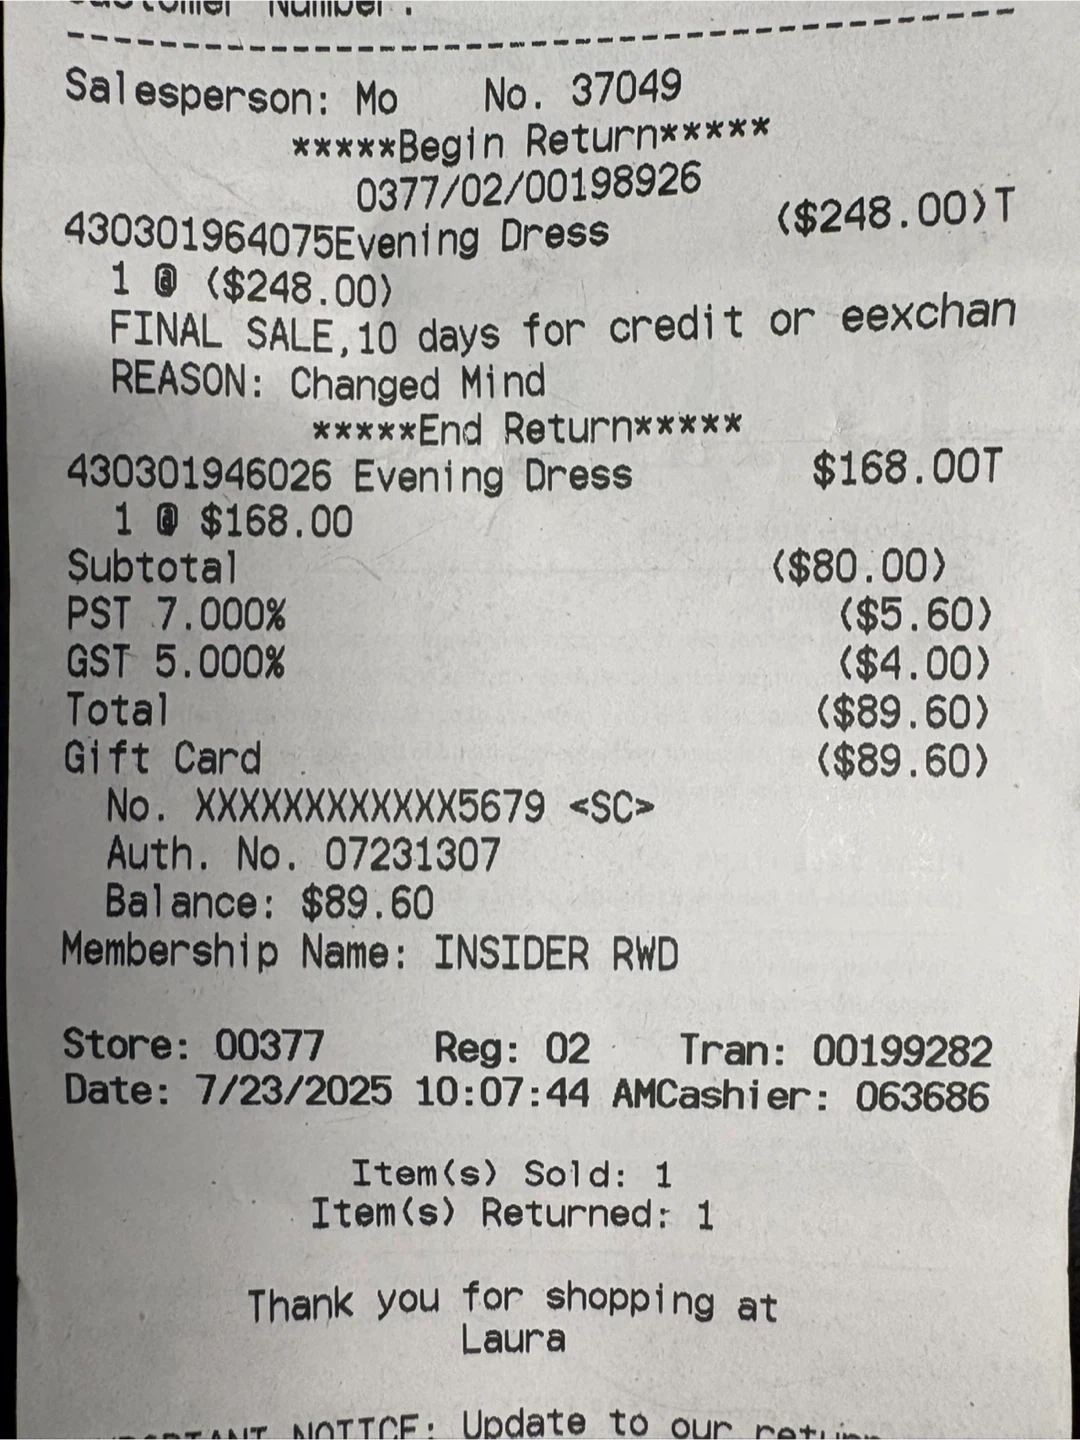 Customer Number:
Salesperson: Mo No. 37049
*****Begin Return*****
0377/02/00198926
430301964075Evening Dress ($248.00)T
1 @ ($248.00)
FINAL SALE,10 days for credit or eexchan
REASON: Changed Mind
*****End Return*****
430301946026 Evening Dress $168.00T
1 @ $168.00
Subtotal ($80.00)
PST 7.000% ($5.60)
GST 5.000% ($4.00)
Total ($89.60)
Gift Card ($89.60)
No. XXXXXXXXXXXX5679 <SC>
Auth. No. 07231307
Balance: $89.60
Membership Name: INSIDER RWD
Store: 00377 Reg: 02 Tran: 00199282
Date: 7/23/2025 10:07:44 AMCashier: 063686
Item(s) Sold: 1
Item(s) Returned: 1
Thank you for shopping at
Laura
IMPORTANT NOTICE: Update to our return